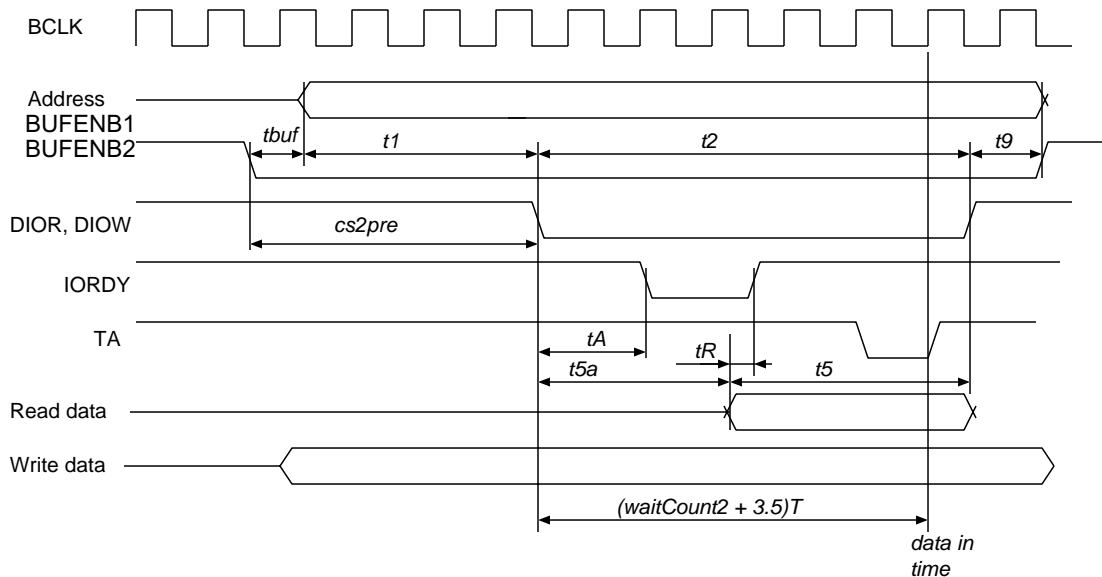 BCLK
Address
BUFENB1
BUFENB2
tbuf
t1
t2
t9
DIOR, DIOW
cs2pre
IORDY
TA
tA
tR
t5a
t5
Read data
Write data
(waitCount2 + 3.5)T
data in
time